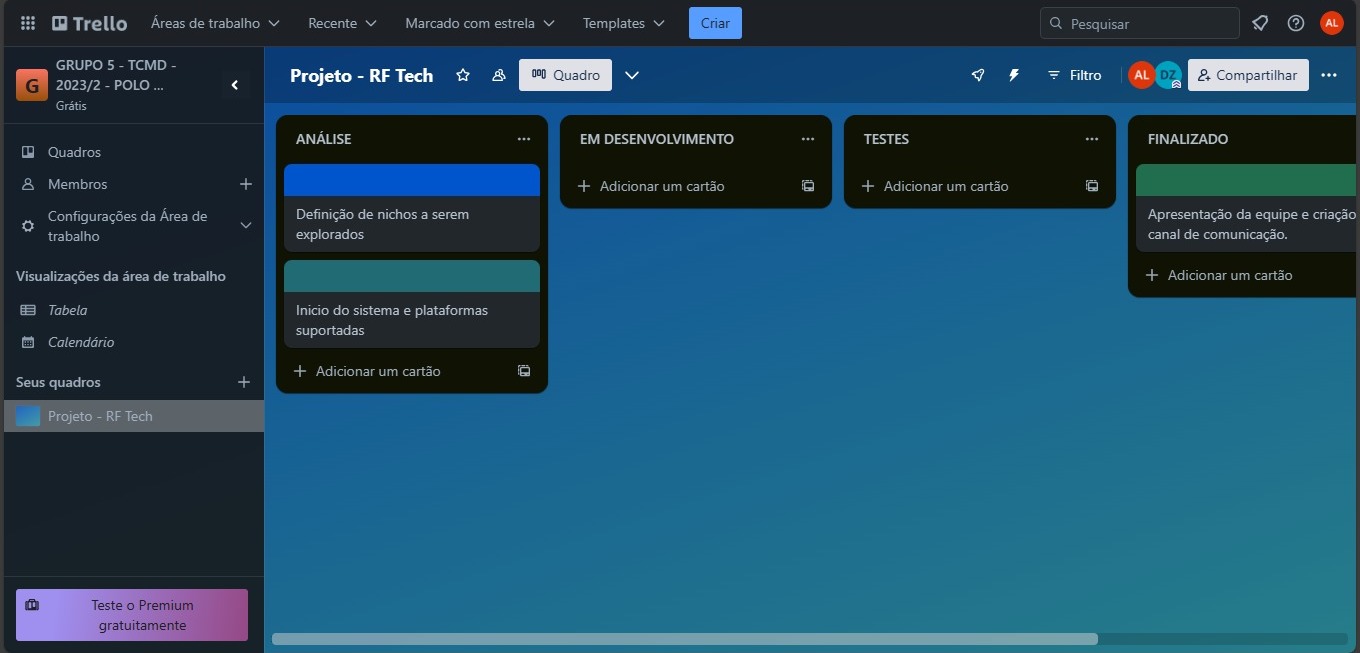 Trello
Áreas de trabalho
Recente
Marcado com estrela
Templates
Criar
Pesquisar
AL
G
GRUPO 5 - TCMD -
2023/2 - POLO ...
Grátis
Quadros
Membros
Configurações da Área de
trabalho
Visualizações da área de trabalho
Tabela
Calendário
Seus quadros
Projeto - RF Tech
Teste o Premium
gratuitamente
Projeto - RF Tech
Quadro
Filtro
AL
DZ
Compartilhar
ANÁLISE
Definição de nichos a serem
explorados
Inicio do sistema e plataformas
suportadas
Adicionar um cartão
EM DESENVOLVIMENTO
Adicionar um cartão
TESTES
Adicionar um cartão
FINALIZADO
Apresentação da equipe e criação
canal de comunicação.
Adicionar um cartão